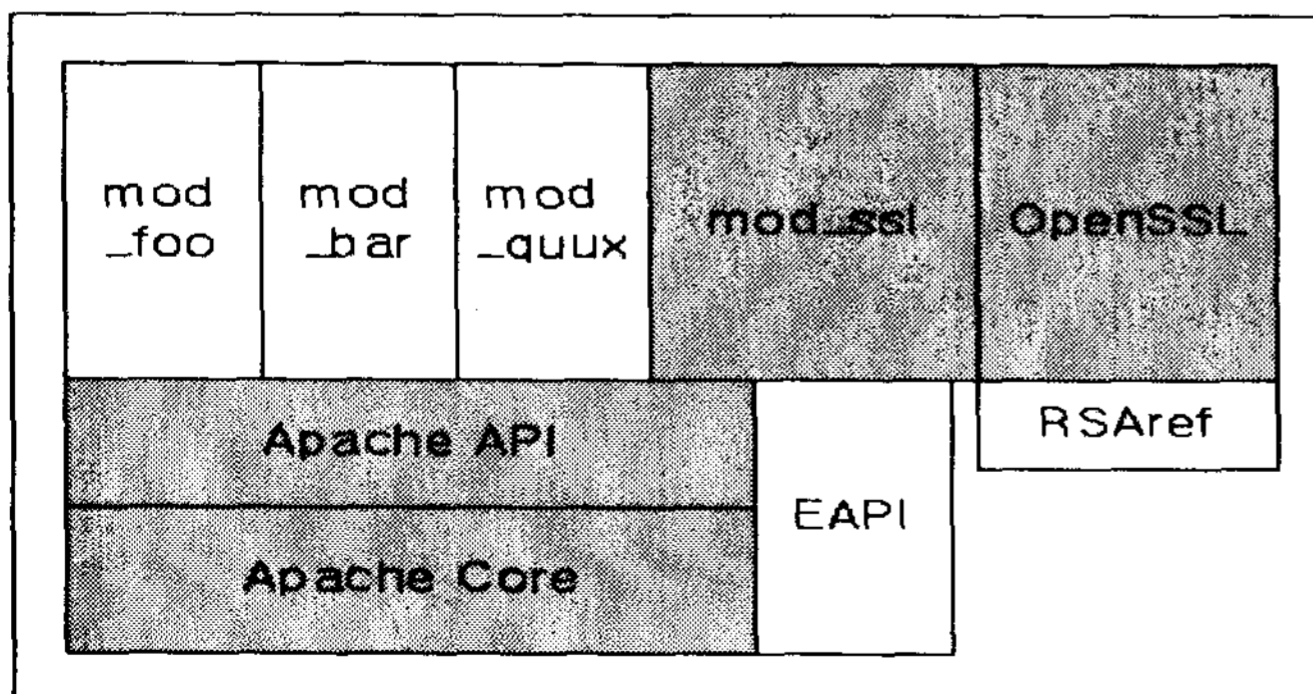 mod
_foo
mod
_bar
mod
_quux
mod_ssl
OpenSSL
Apache API
RSAref
EAPI
Apache Core